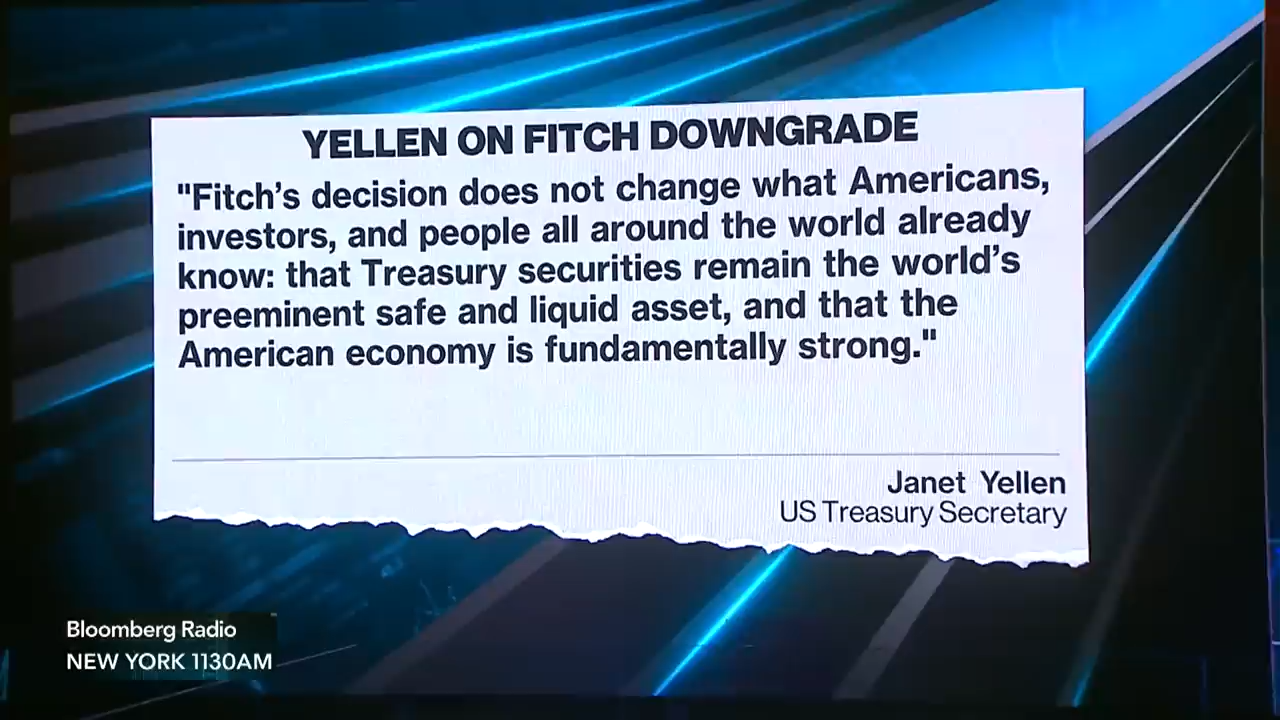 YELLEN ON FITCH DOWNGRADE
"Fitch’s decision does not change what Americans,
investors, and people all around the world already
know: that Treasury securities remain the world’s
preeminent safe and liquid asset, and that the
American economy is fundamentally strong."
Janet Yellen
US Treasury Secretary
Bloomberg Radio
NEW YORK 1130AM